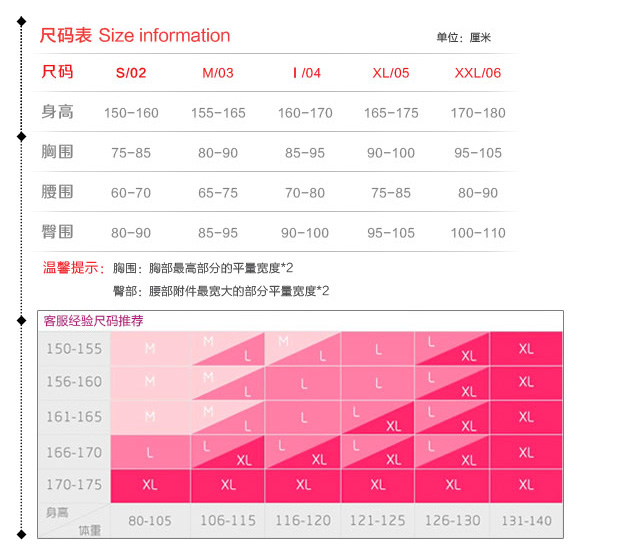 尺码表 Size information 单位：厘米
尺码 S/02 M/03 I/04 XL/05 XXL/06
身高 150-160 155-165 160-170 165-175 170-180
胸围 75-85 80-90 85-95 90-100 95-105
腰围 60-70 65-75 70-80 75-85 80-90
臀围 80-90 85-95 90-100 95-105 100-110
温馨提示：胸围：胸部最高部分的平量宽度*2
臀部：腰部附件最宽大的部分平量宽度*2
客服经验尺码推荐
150-155 M M L M L L L XL XL
156-160 M M L L L L XL XL
161-165 M M L L L XL L XL XL
166-170 L L XL L XL L XL L XL XL
170-175 XL XL XL XL XL XL
身高 体重 80-105 106-115 116-120 121-125 126-130 131-140